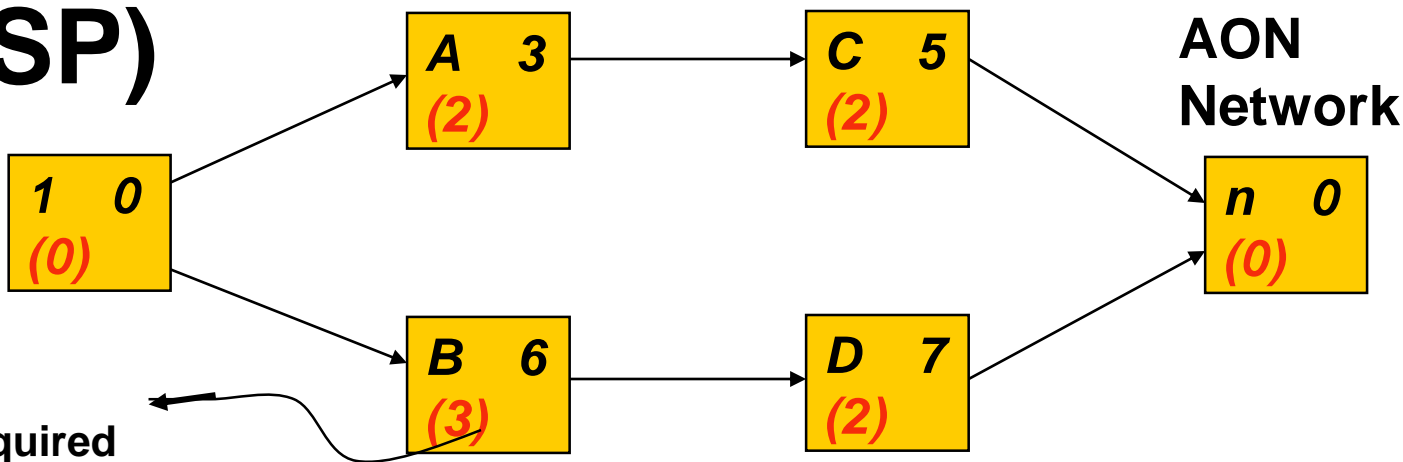 SP)
AON
Network
A 3
(2)
C 5
(2)
1 0
(0)
n 0
(0)
B 6
(3)
D 7
(2)
quired